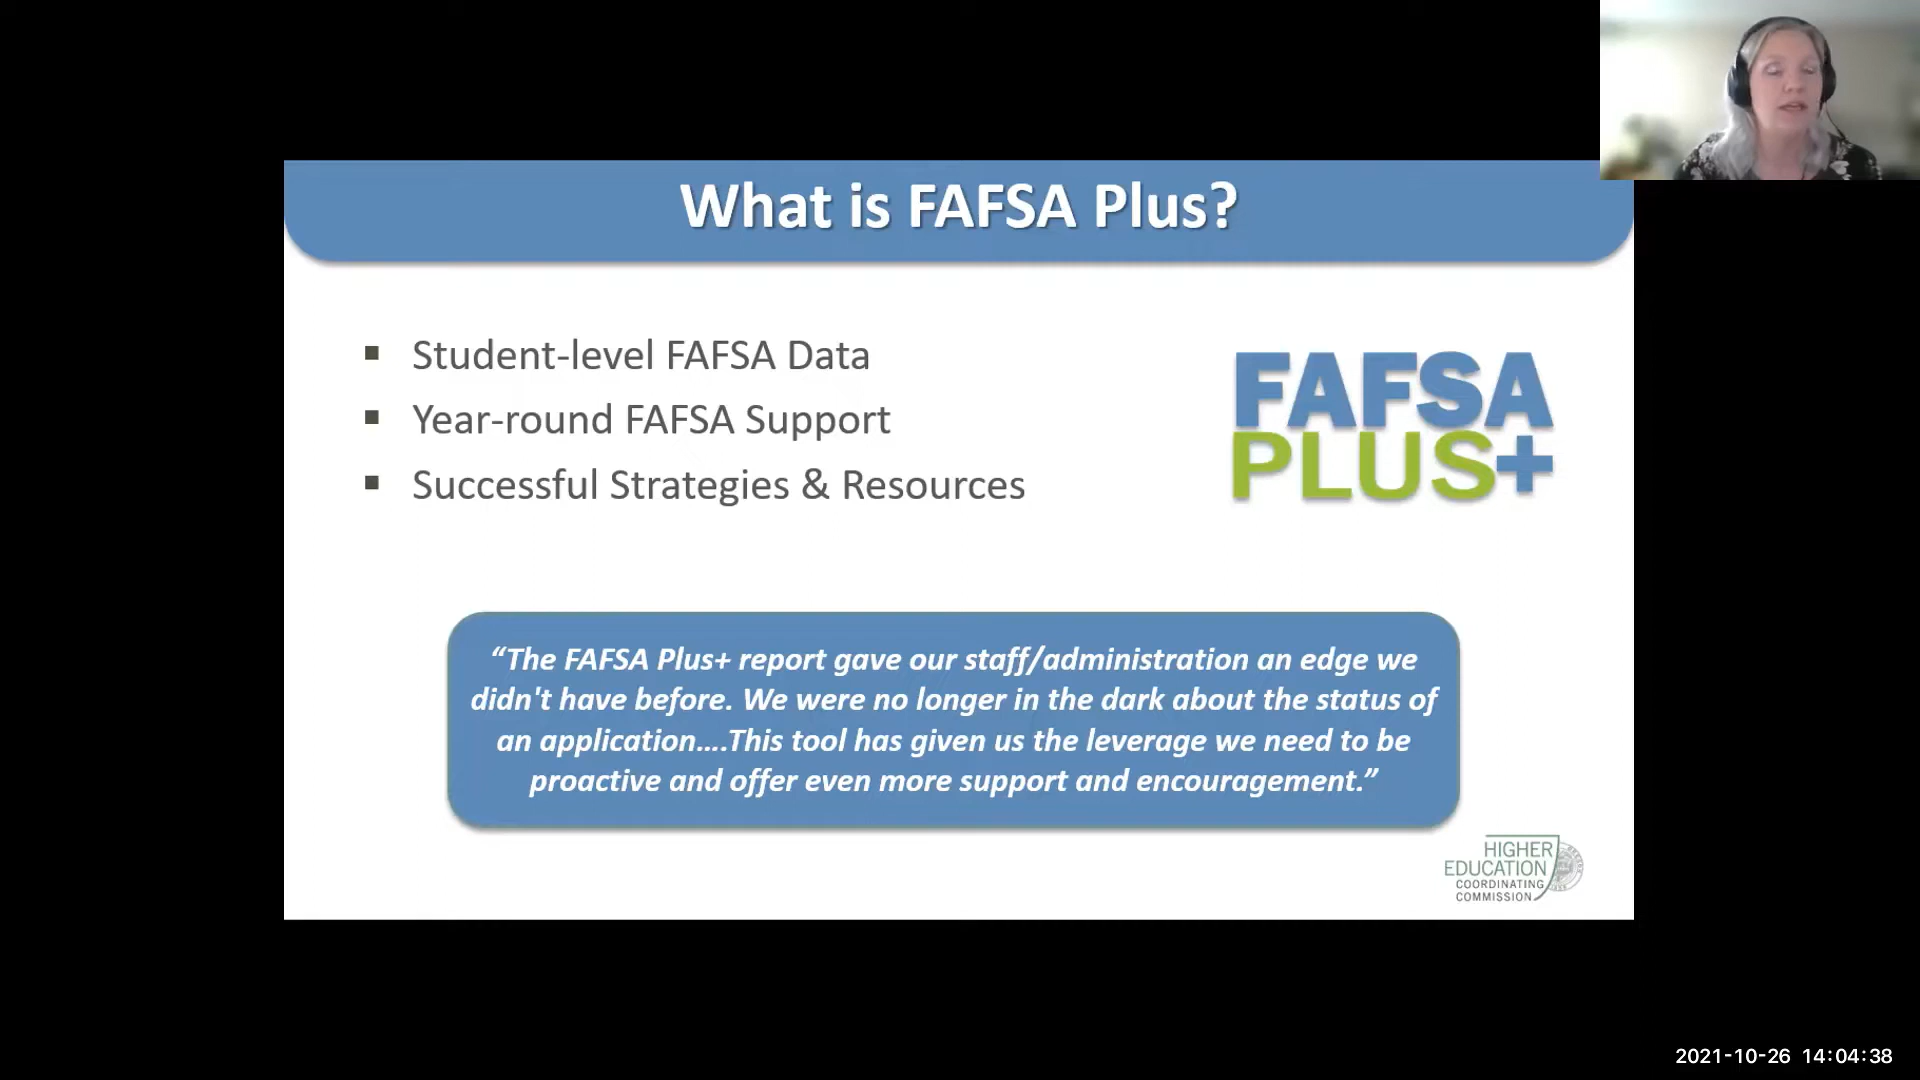 What is FAFSA Plus?
Student-level FAFSA Data
Year-round FAFSA Support
Successful Strategies & Resources
FAFSA
PLUS+
“The FAFSA Plus+ report gave our staff/administration an edge we
didn't have before. We were no longer in the dark about the status of
an application….This tool has given us the leverage we need to be
proactive and offer even more support and encouragement.”
HIGHER
EDUCATION
COORDINATING
COMMISSION
2021-10-26 14:04:38